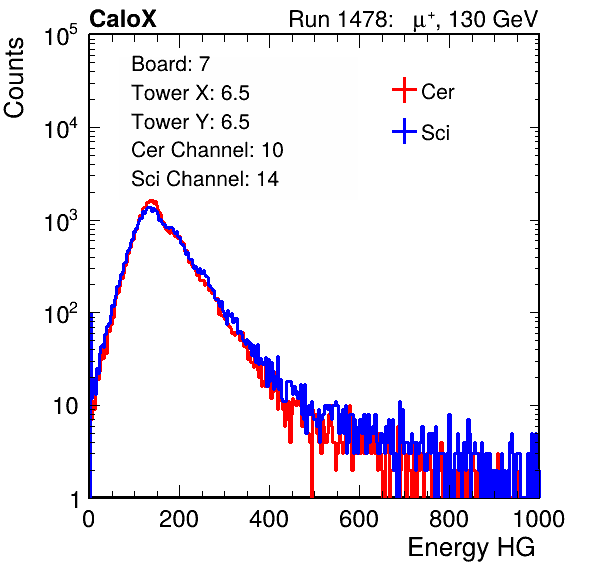 CaloX Run 1478: μ⁺, 130 GeV
Counts
10⁵
10⁴
10³
10²
10
1
Board: 7
Tower X: 6.5
Tower Y: 6.5
Cer Channel: 10
Sci Channel: 14
Cer
Sci
0 200 400 600 800 1000
Energy HG